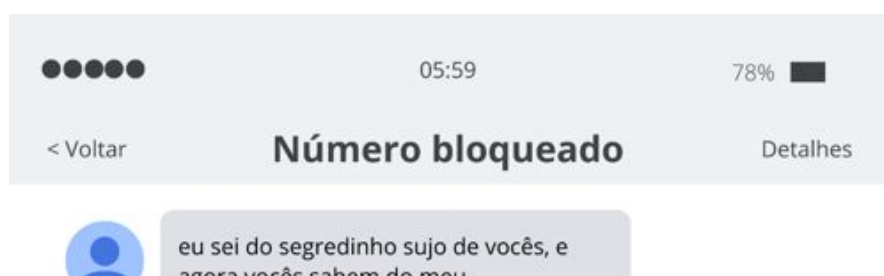 05:59
78%
< Voltar
Número bloqueado
Detalhes
eu sei do segredinho sujo de vocês, e
agora vocês sabem do meu